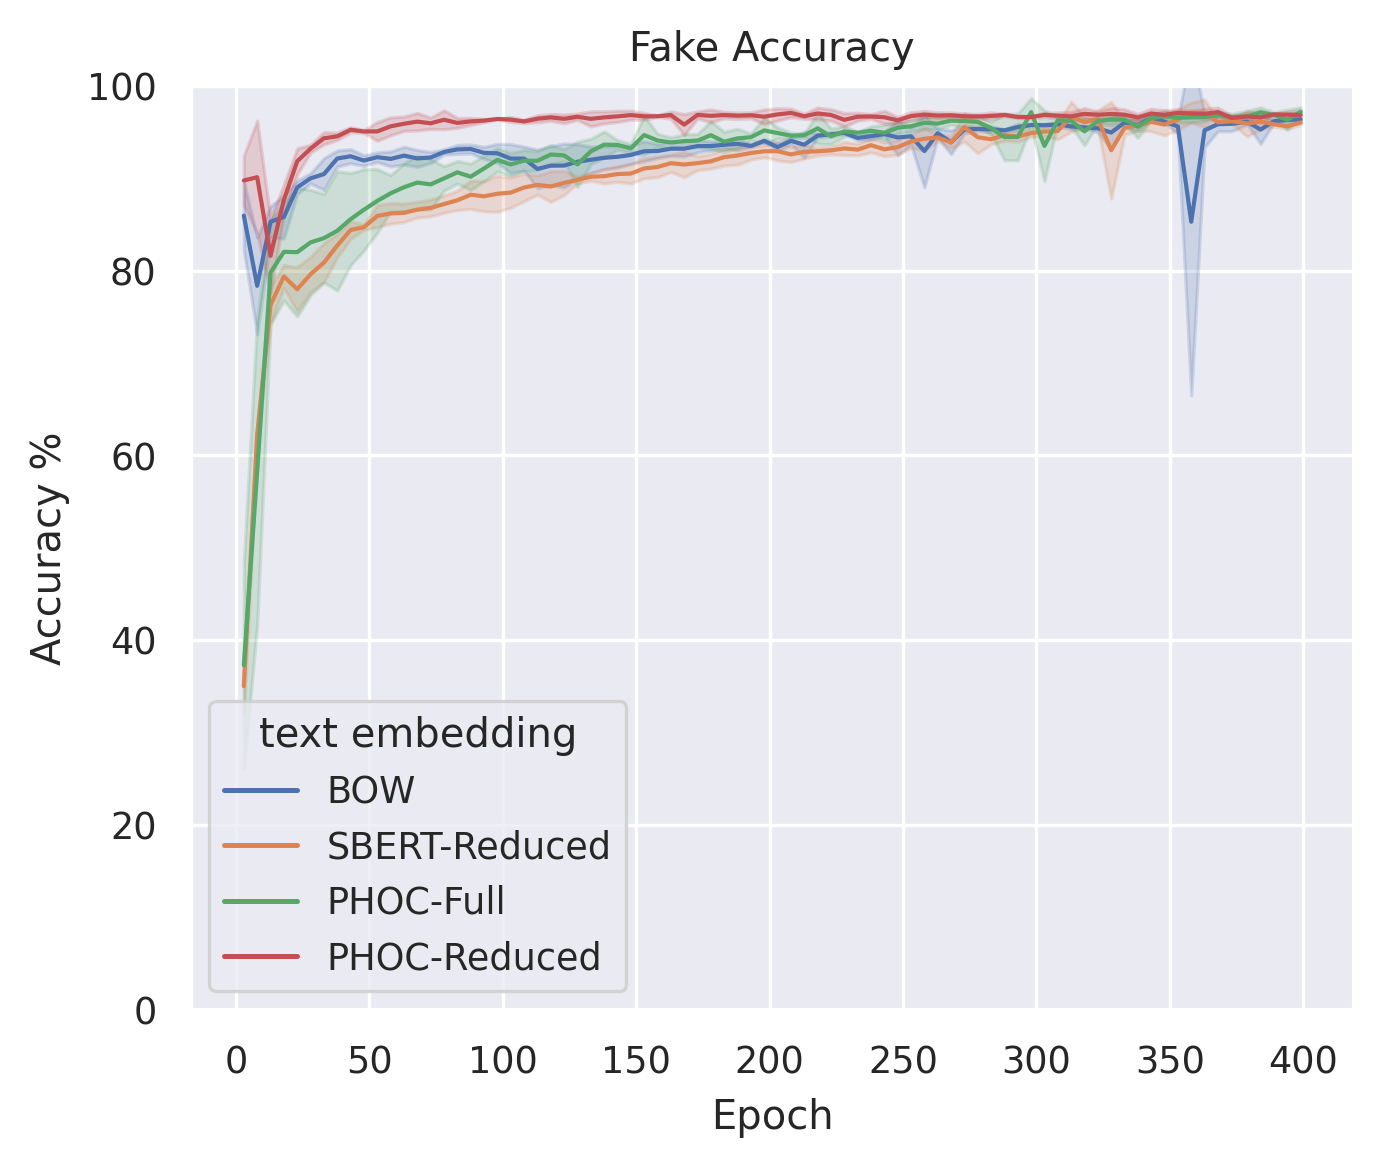 Fake Accuracy
100
80
60
40
20
0
Accuracy %
text embedding
BOW
SBERT-Reduced
PHOC-Full
PHOC-Reduced
0 50 100 150 200 250 300 350 400
Epoch